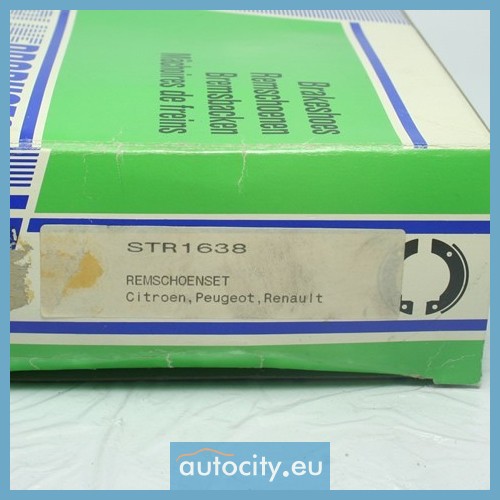 Brakeshoes
Remschoenen
Bremsbacken
Mâchoires de freins
STR1638
REMSCHOENSET
Citroen,Peugeot,Renault
autocity.eu